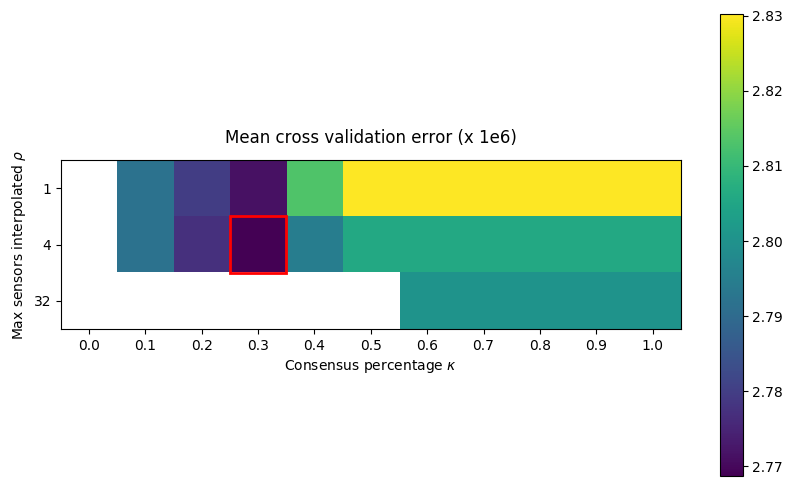 Mean cross validation error (x 1e6)
Max sensors interpolated ρ
1
4
32
0.0 0.1 0.2 0.3 0.4 0.5 0.6 0.7 0.8 0.9 1.0
Consensus percentage κ
2.83
2.82
2.81
2.80
2.79
2.78
2.77